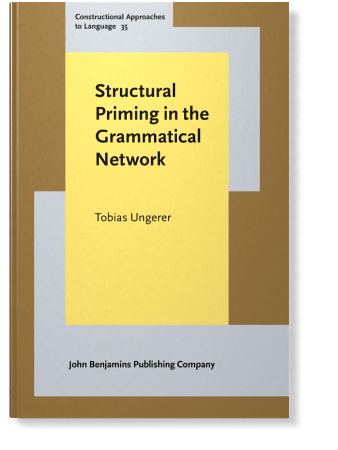 Constructional Approaches
to Language 35
Structural
Priming in the
Grammatical
Network
Tobias Ungerer
John Benjamins Publishing Company